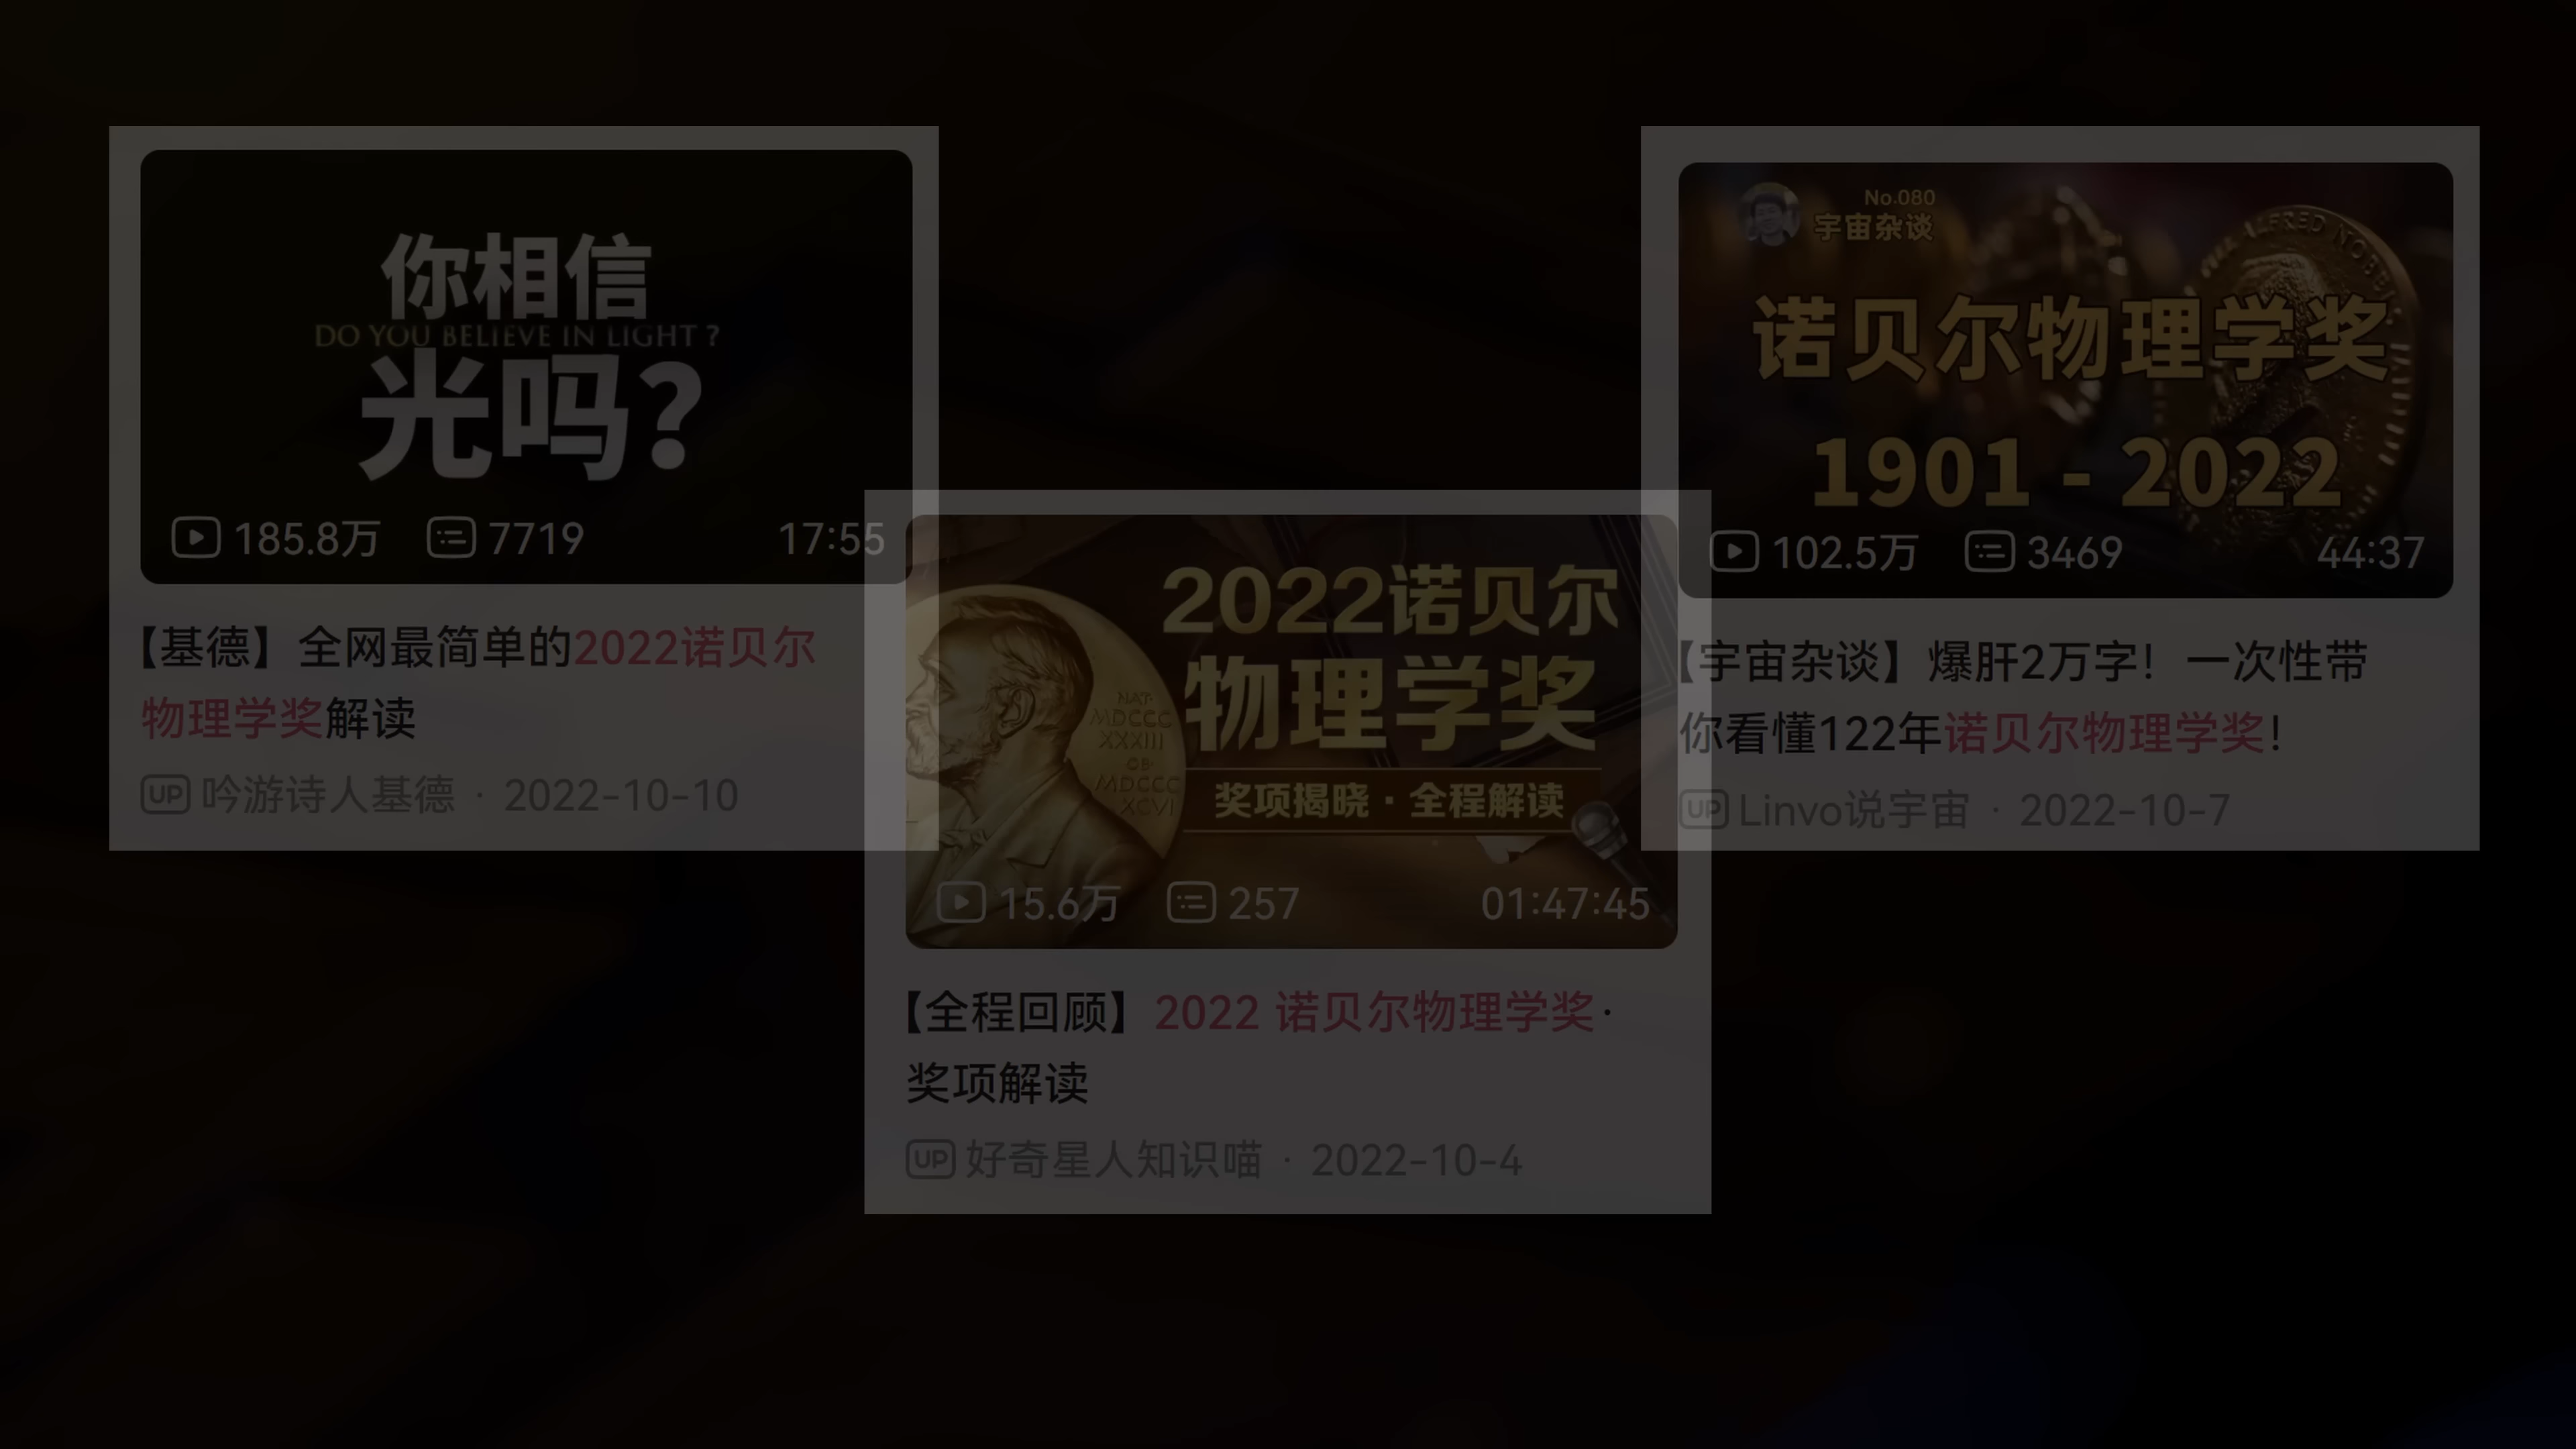 你相信
DO YOU BELIEVE IN LIGHT ?
光吗？
185.8万 7719 17:55
【基德】全网最简单的2022诺贝尔
物理学奖解读
UP 吟游诗人基德 · 2022-10-10
2022诺贝尔
物理学奖
NAT·
MDCCC
XXXIII
OB·
MDCCC
XCVI
奖项揭晓 · 全程解读
15.6万 257 01:47:45
【全程回顾】2022 诺贝尔物理学奖·
奖项解读
UP 好奇星人知识喵 · 2022-10-4
No.080
宇宙杂谈
诺贝尔物理学奖
1901 - 2022
102.5万 3469 44:37
【宇宙杂谈】爆肝2万字！一次性带
你看懂122年诺贝尔物理学奖！
UP Linvo说宇宙 · 2022-10-7